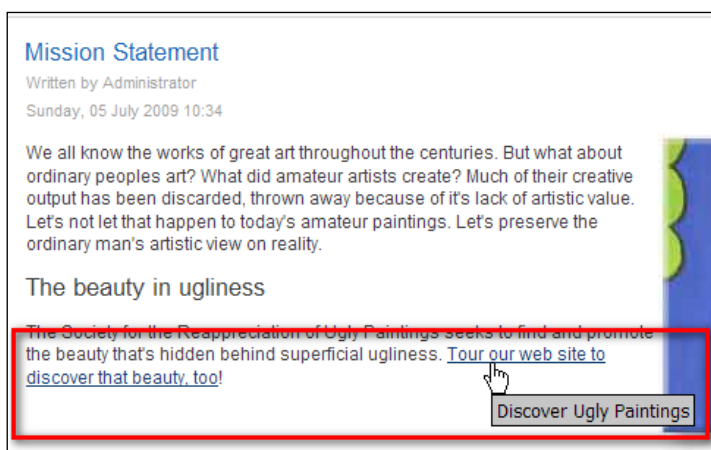 Mission Statement
Written by Administrator
Sunday, 05 July 2009 10:34
We all know the works of great art throughout the centuries. But what about
ordinary peoples art? What did amateur artists create? Much of their creative
output has been discarded, thrown away because of it's lack of artistic value.
Let's not let that happen to today's amateur paintings. Let's preserve the
ordinary man's artistic view on reality.
The beauty in ugliness
The Society for the Reappreciation of Ugly Paintings seeks to find and promote
the beauty that's hidden behind superficial ugliness. Tour our web site to
discover that beauty, too!
Discover Ugly Paintings